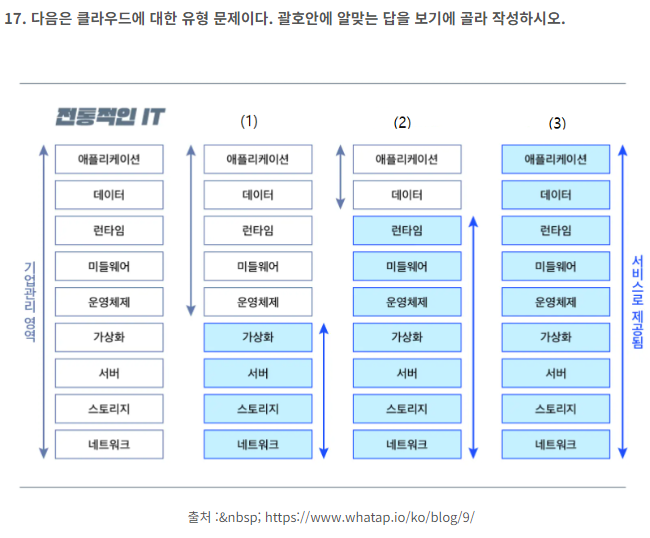 17. 다음은 클라우드에 대한 유형 문제이다. 괄호안에 알맞는 답을 보기에 골라 작성하시오.
전통적인 IT (1) (2) (3)
애플리케이션 애플리케이션 애플리케이션 애플리케이션
데이터 데이터 데이터 데이터
런타임 런타임 런타임 런타임
미들웨어 미들웨어 미들웨어 미들웨어
운영체제 운영체제 운영체제 운영체제
가상화 가상화 가상화 가상화
서버 서버 서버 서버
스토리지 스토리지 스토리지 스토리지
네트워크 네트워크 네트워크 네트워크
기업관리 영역
서비스로 제공됨
출처 :&nbsp; https://www.whatap.io/ko/blog/9/